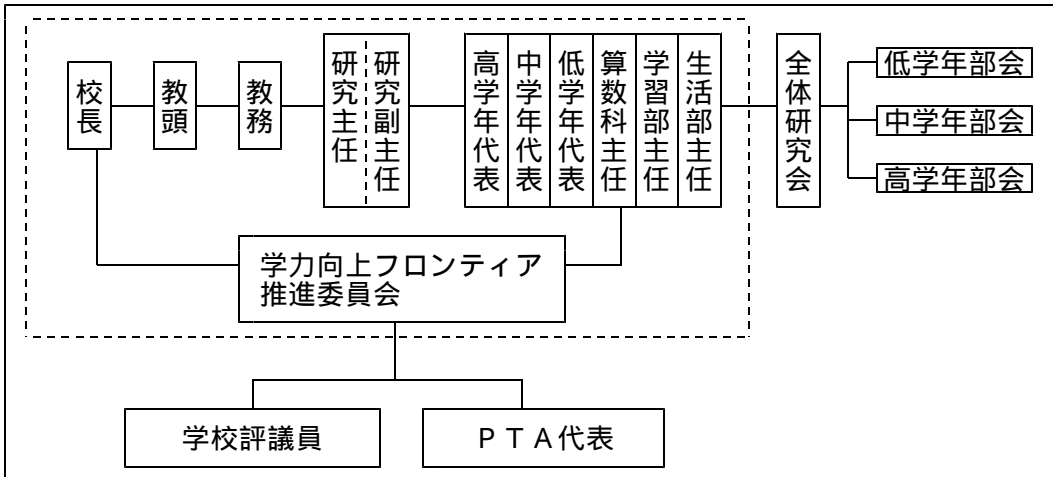 校長
教頭
教務
研究主任
研究副主任
高学年代表
中学年代表
低学年代表
算数科主任
学習部主任
生活部主任
全体研究会
低学年部会
中学年部会
高学年部会
学力向上フロンティア
推進委員会
学校評議員
ＰＴＡ代表